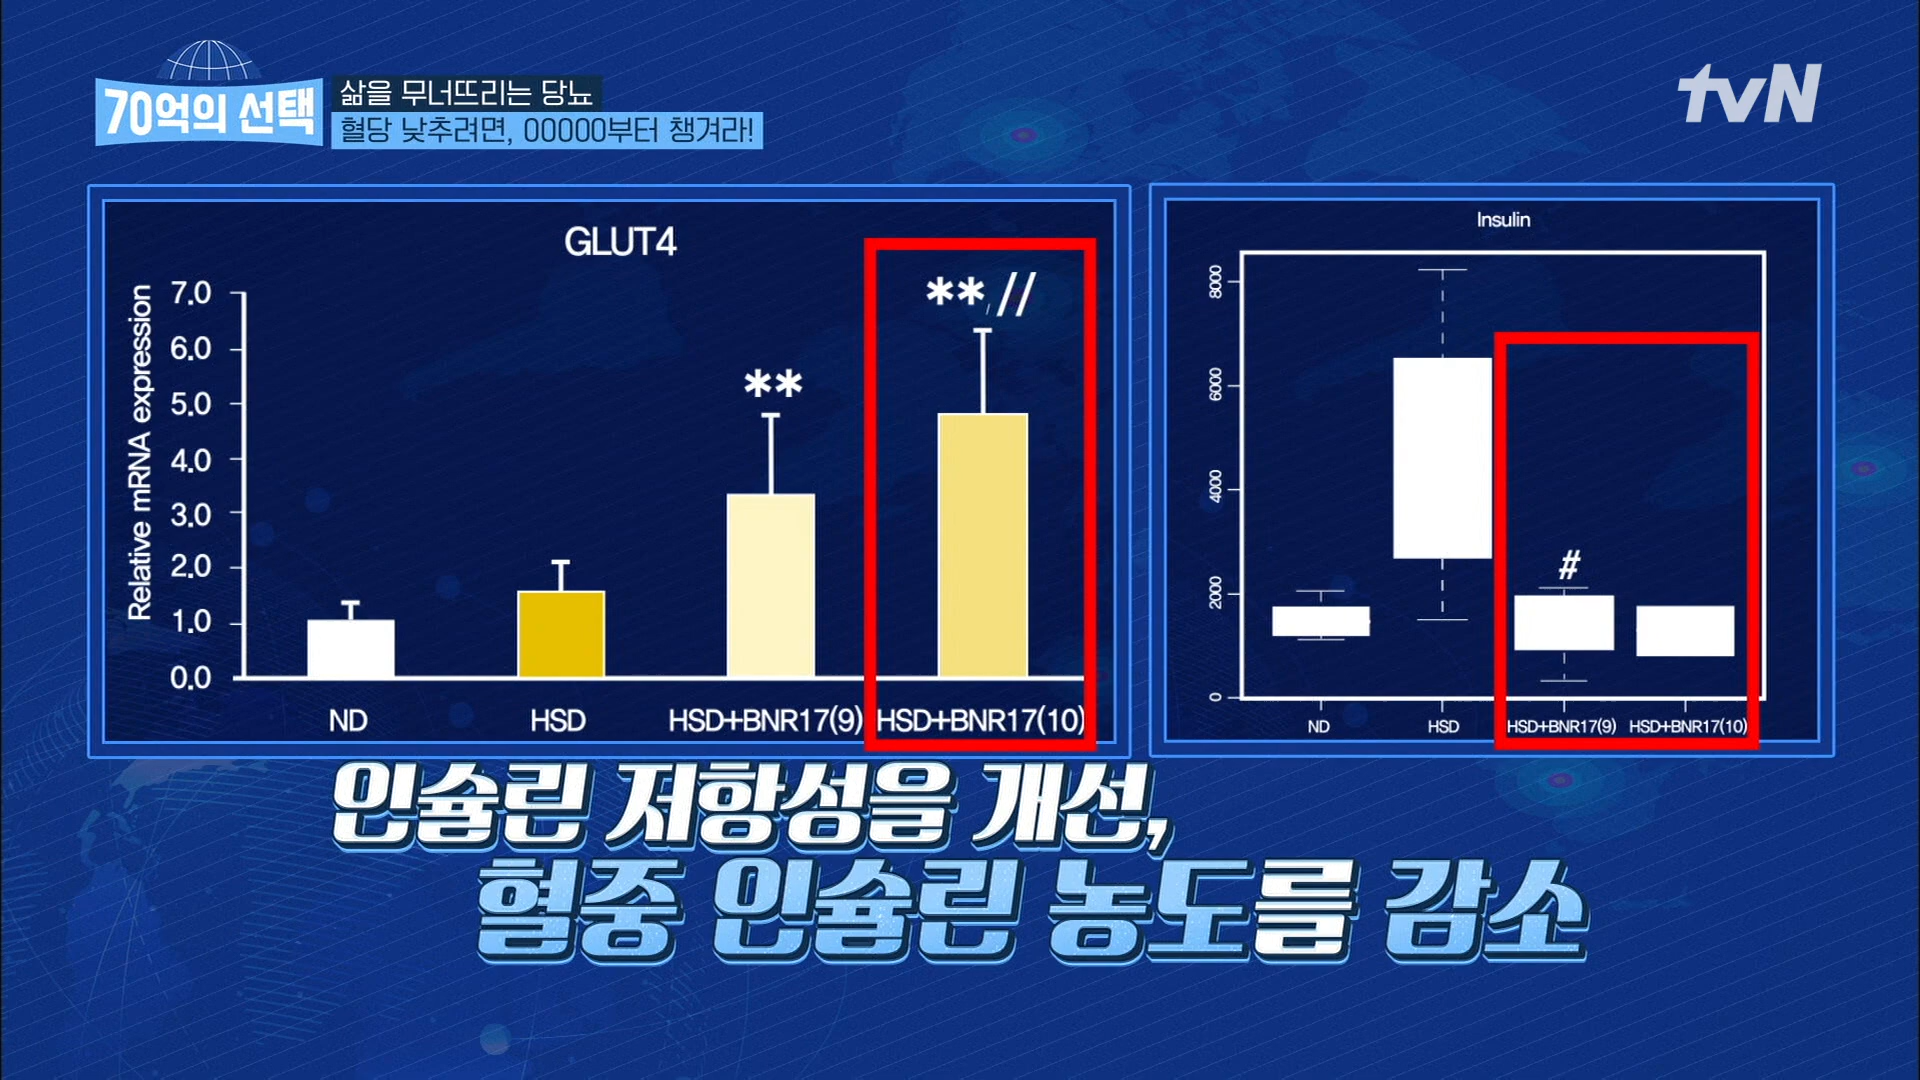 70억의 선택
삶을 무너뜨리는 당뇨
혈당 낮추려면, 00000부터 챙겨라!
tvN
GLUT4
Relative mRNA expression
7.0
6.0
5.0
4.0
3.0
2.0
1.0
0.0
**
**, //
ND HSD HSD+BNR17(9) HSD+BNR17(10)
Insulin
8000
6000
4000
2000
0
#
ND HSD HSD+BNR17(9) HSD+BNR17(10)
인슐린 저항성을 개선,
혈중 인슐린 농도를 감소